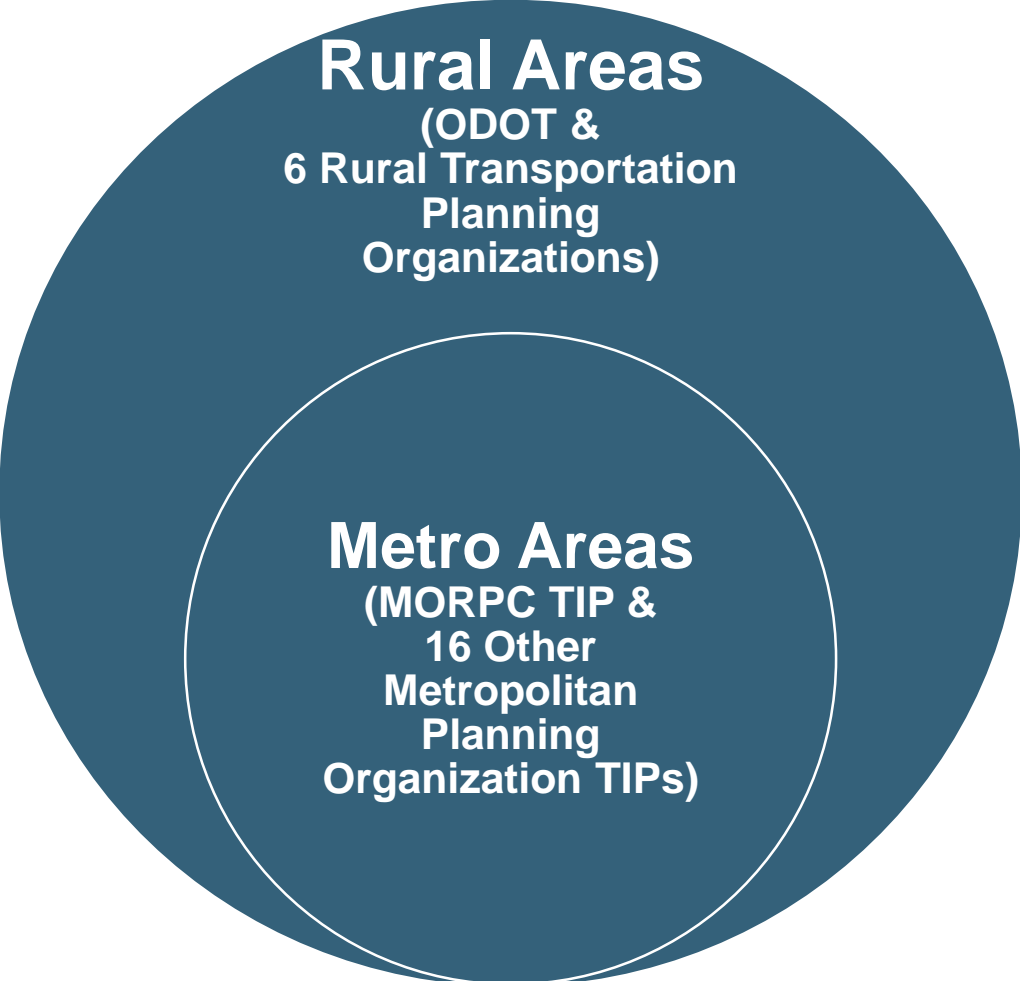 Rural Areas
(ODOT &
6 Rural Transportation
Planning
Organizations)
Metro Areas
(MORPC TIP &
16 Other
Metropolitan
Planning
Organization TIPs)